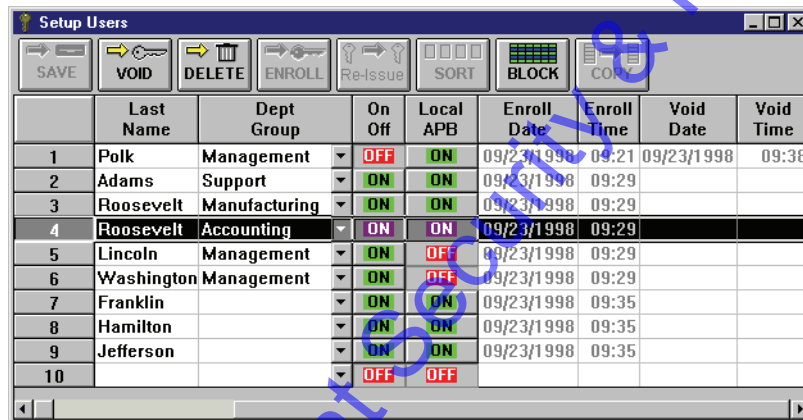 Setup Users
SAVE VOID DELETE ENROLL Re-Issue SORT BLOCK COPY
Last Name Dept Group On Off Local APB Enroll Date Enroll Time Void Date Void Time
1 Polk Management OFF ON 09/23/1998 09:21 09/23/1998 09:38
2 Adams Support ON ON 09/23/1998 09:29
3 Roosevelt Manufacturing ON ON 09/23/1998 09:29
4 Roosevelt Accounting ON ON 09/23/1998 09:29
5 Lincoln Management ON OFF 09/23/1998 09:29
6 Washington Management ON OFF 09/23/1998 09:29
7 Franklin ON ON 09/23/1998 09:35
8 Hamilton ON ON 09/23/1998 09:35
9 Jefferson ON ON 09/23/1998 09:35
10 OFF OFF
Security &